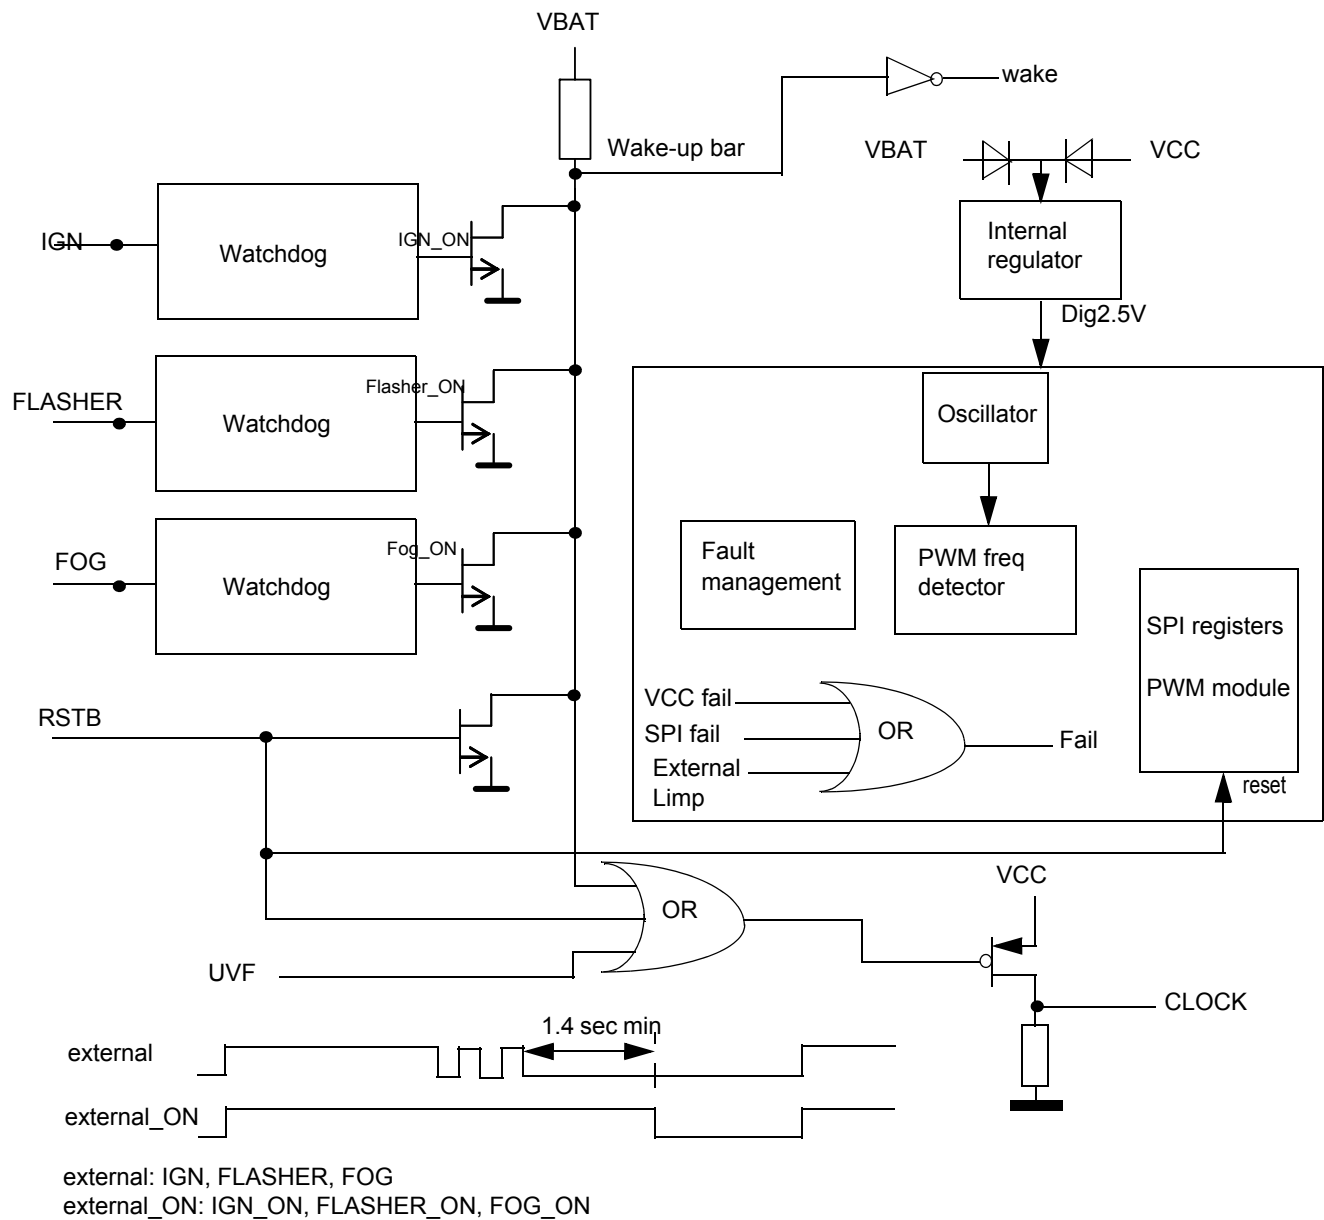 VBAT
wake
Wake-up bar
VBAT
VCC
IGN
Watchdog
IGN_ON
Internal
regulator
Dig2.5V
FLASHER
Watchdog
Flasher_ON
Oscillator
FOG
Watchdog
Fog_ON
Fault
management
PWM freq
detector
SPI registers
PWM module
RSTB
VCC fail
SPI fail
External
Limp
OR
Fail
reset
VCC
OR
UVF
CLOCK
1.4 sec min
external
external_ON
external: IGN, FLASHER, FOG
external_ON: IGN_ON, FLASHER_ON, FOG_ON